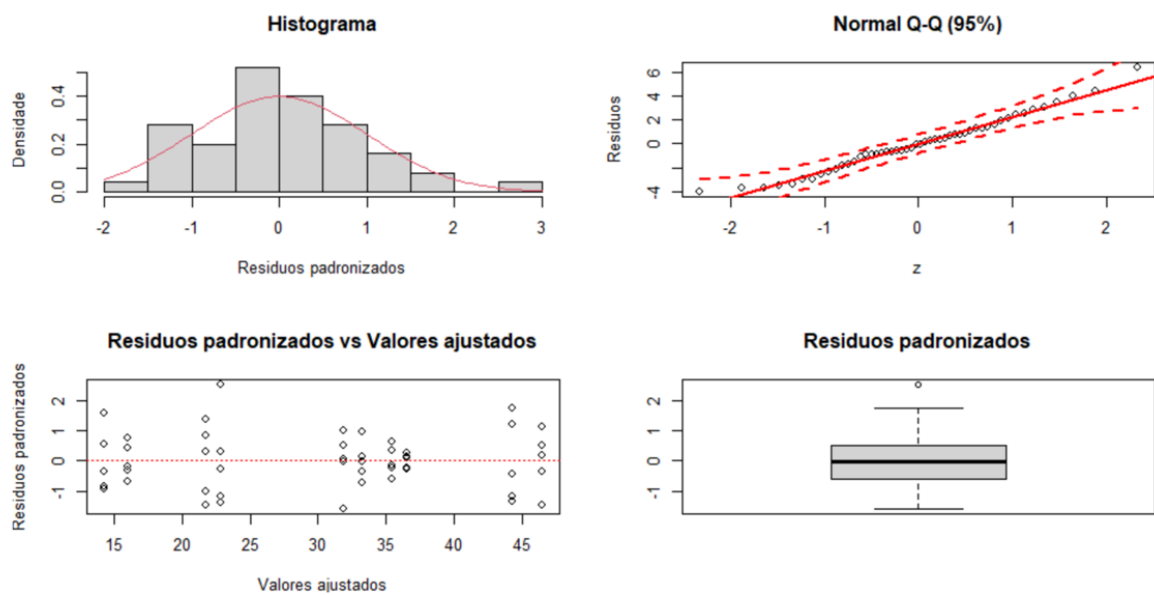 Histograma
Densidade
0.0 0.2 0.4
-2 -1 0 1 2 3
Residuos padronizados
Normal Q-Q (95%)
Residuos
-4 0 2 4 6
-2 -1 0 1 2
z
Residuos padronizados vs Valores ajustados
Residuos padronizados
-1 0 1 2
15 20 25 30 35 40 45
Valores ajustados
Residuos padronizados
-1 0 1 2